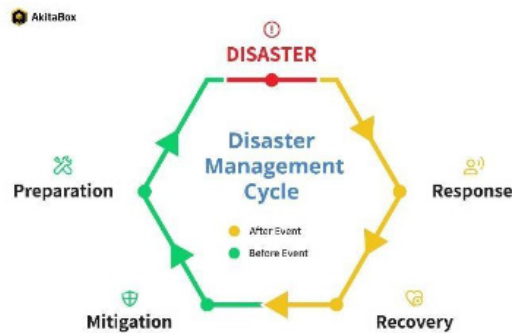 AkitaBox
DISASTER
Disaster
Management
Cycle
Preparation
Response
After Event
Before Event
Mitigation
Recovery